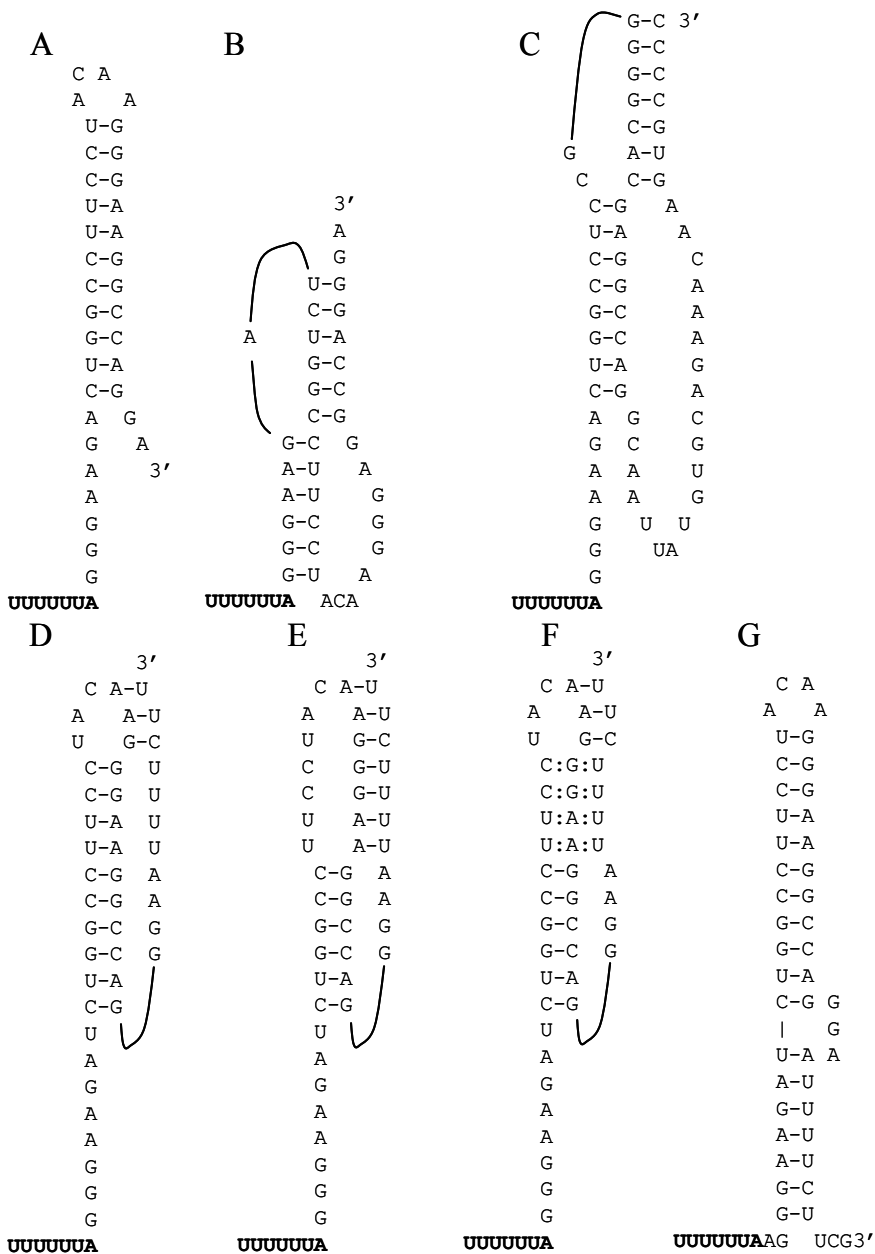 A
C A
A A
U-G
C-G
C-G
U-A
U-A
C-G
C-G
G-C
G-C
U-A
C-G
A G
G A
A 3′
A
G
G
G
UUUUUUA
B
3′
A
G
U-G
C-G
A U-A
G-C
G-C
C-G
G-C G
A-U A
A-U G
G-C G
G-C G
G-U A
UUUUUUA ACA
C
G-C 3′
G-C
G-C
G-C
C-G
G A-U
C C-G
C-G A
U-A A
C-G C
C-G A
G-C A
G-C A
U-A G
C-G A
A G C
G C G
A A U
A A G
G U U
G UA
G
UUUUUUA
D
3′
C A-U
A A-U
U G-C
C-G U
C-G U
U-A U
U-A U
C-G A
C-G A
G-C G
G-C G
U-A
C-G
U
A
G
A
A
G
G
G
UUUUUUA
E
3′
C A-U
A A-U
U G-C
C G-U
C G-U
U A-U
U A-U
C-G A
C-G A
G-C G
G-C G
U-A
C-G
U
A
G
A
A
G
G
G
UUUUUUA
F
3′
C A-U
A A-U
U G-C
C:G:U
C:G:U
U:A:U
U:A:U
C-G A
C-G A
G-C G
G-C G
U-A
C-G
U
A
G
A
A
G
G
G
UUUUUUA
G
C A
A A
U-G
C-G
C-G
U-A
U-A
C-G
C-G
G-C
G-C
U-A
C-G G
| G
U-A A
A-U
G-U
A-U
A-U
G-C
G-U
UUUUUUAAG UCG3′